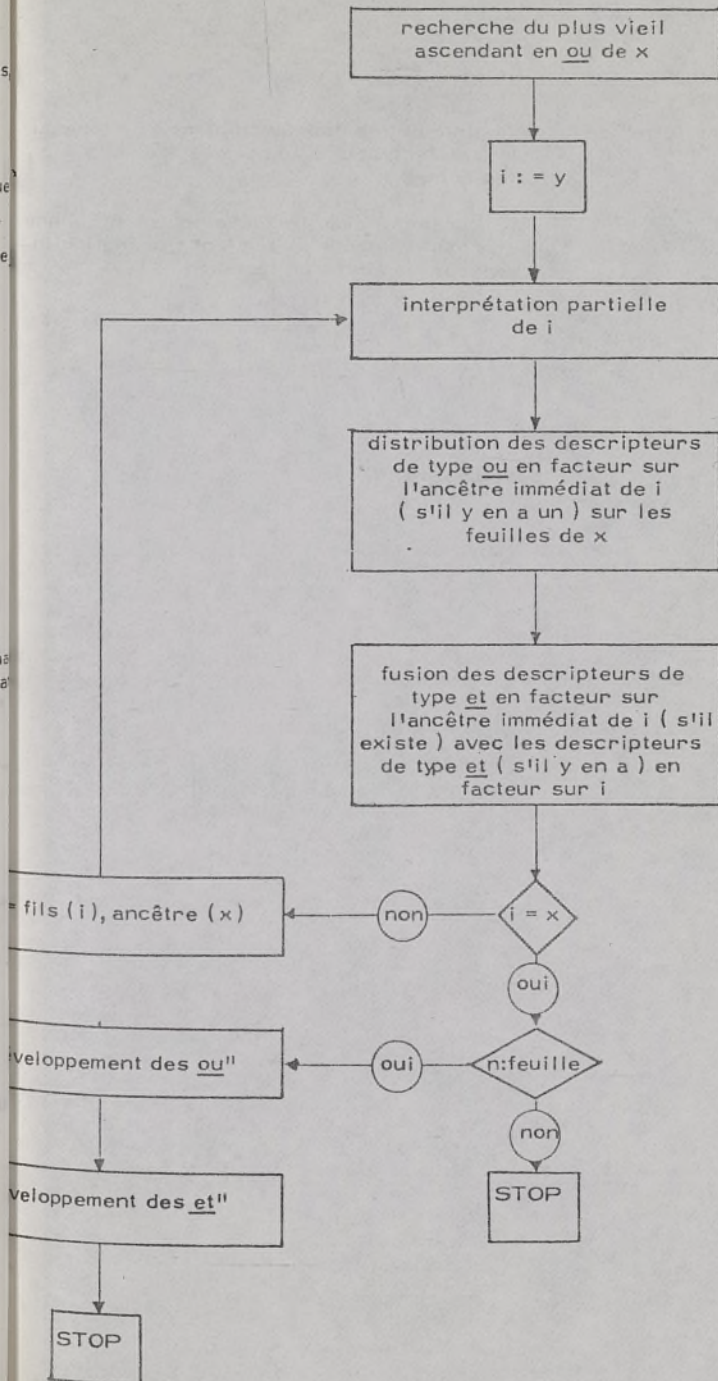 recherche du plus vieil
ascendant en ou de x
i : = y
interprétation partielle
de i
distribution des descripteurs
de type ou en facteur sur
l'ancêtre immédiat de i
( s'il y en a un ) sur les
feuilles de x
fusion des descripteurs de
type et en facteur sur
l'ancêtre immédiat de i ( s'il
existe ) avec les descripteurs
de type et ( s'il y en a ) en
facteur sur i
= fils (i), ancêtre (x)
non
i = x
oui
veloppement des ou"
oui
n:feuille
non
veloppement des et"
STOP
STOP